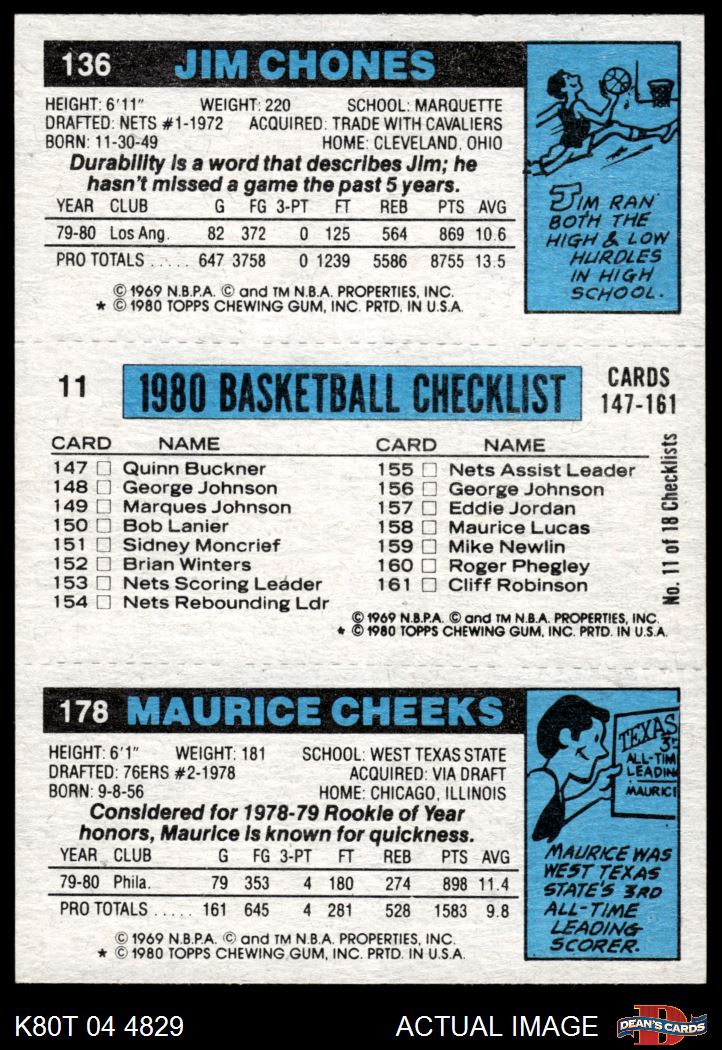 136 JIM CHONES
HEIGHT: 6'11" WEIGHT: 220 SCHOOL: MARQUETTE
DRAFTED: NETS #1-1972 ACQUIRED: TRADE WITH CAVALIERS
BORN: 11-30-49 HOME: CLEVELAND, OHIO
Durability is a word that describes Jim; he
hasn't missed a game the past 5 years.
YEAR CLUB G FG 3-PT FT REB PTS AVG
79-80 Los Ang. 82 372 0 125 564 869 10.6
PRO TOTALS ..... 647 3758 0 1239 5586 8755 13.5
© 1969 N.B.P.A. © and TM N.B.A. PROPERTIES, INC.
★ © 1980 TOPPS CHEWING GUM, INC. PRTD. IN U.S.A.
JIM RAN
BOTH THE
HIGH & LOW
HURDLES
IN HIGH
SCHOOL.
11 1980 BASKETBALL CHECKLIST CARDS
147-161
CARD NAME
147 □ Quinn Buckner
148 □ George Johnson
149 □ Marques Johnson
150 □ Bob Lanier
151 □ Sidney Moncrief
152 □ Brian Winters
153 □ Nets Scoring Leader
154 □ Nets Rebounding Ldr
CARD NAME
155 □ Nets Assist Leader
156 □ George Johnson
157 □ Eddie Jordan
158 □ Maurice Lucas
159 □ Mike Newlin
160 □ Roger Phegley
161 □ Cliff Robinson
No. 11 of 18 Checklists
© 1969 N.B.P.A. © and TM N.B.A. PROPERTIES, INC.
★ © 1980 TOPPS CHEWING GUM, INC. PRTD. IN U.S.A.
178 MAURICE CHEEKS
HEIGHT: 6'1" WEIGHT: 181 SCHOOL: WEST TEXAS STATE
DRAFTED: 76ERS #2-1978 ACQUIRED: VIA DRAFT
BORN: 9-8-56 HOME: CHICAGO, ILLINOIS
Considered for 1978-79 Rookie of Year
honors, Maurice is known for quickness.
YEAR CLUB G FG 3-PT FT REB PTS AVG
79-80 Phila. 79 353 4 180 274 898 11.4
PRO TOTALS ..... 161 645 4 281 528 1583 9.8
© 1969 N.B.P.A. © and TM N.B.A. PROPERTIES, INC.
★ © 1980 TOPPS CHEWING GUM, INC. PRTD. IN U.S.A.
TEXAS
ALL-TIM
LEADIN
MAURICE
MAURICE WAS
WEST TEXAS
STATE'S 3RD
ALL-TIME
LEADING
SCORER.
K80T 04 4829 ACTUAL IMAGE DEAN'S CARDS